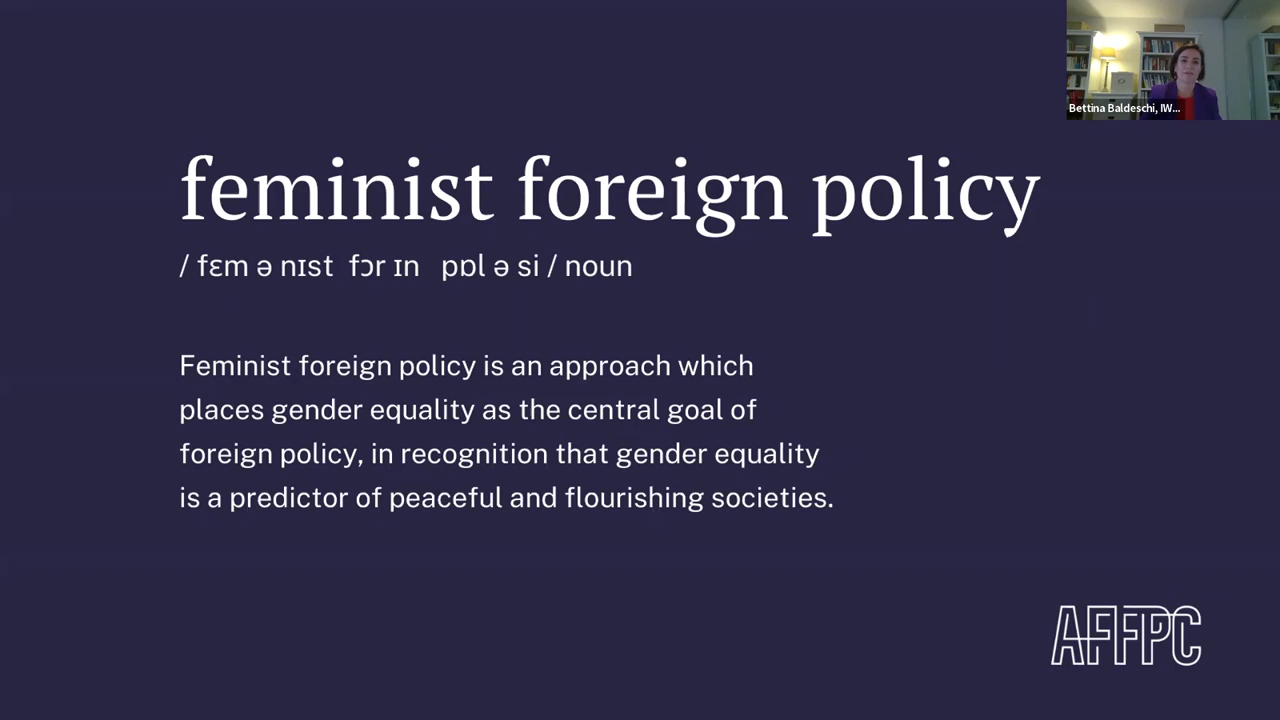 Bettina Baldeschi, IW...
feminist foreign policy
/ fɛm ə nɪst fɔr ɪn pɒl ə si / noun
Feminist foreign policy is an approach which
places gender equality as the central goal of
foreign policy, in recognition that gender equality
is a predictor of peaceful and flourishing societies.
AFFPC